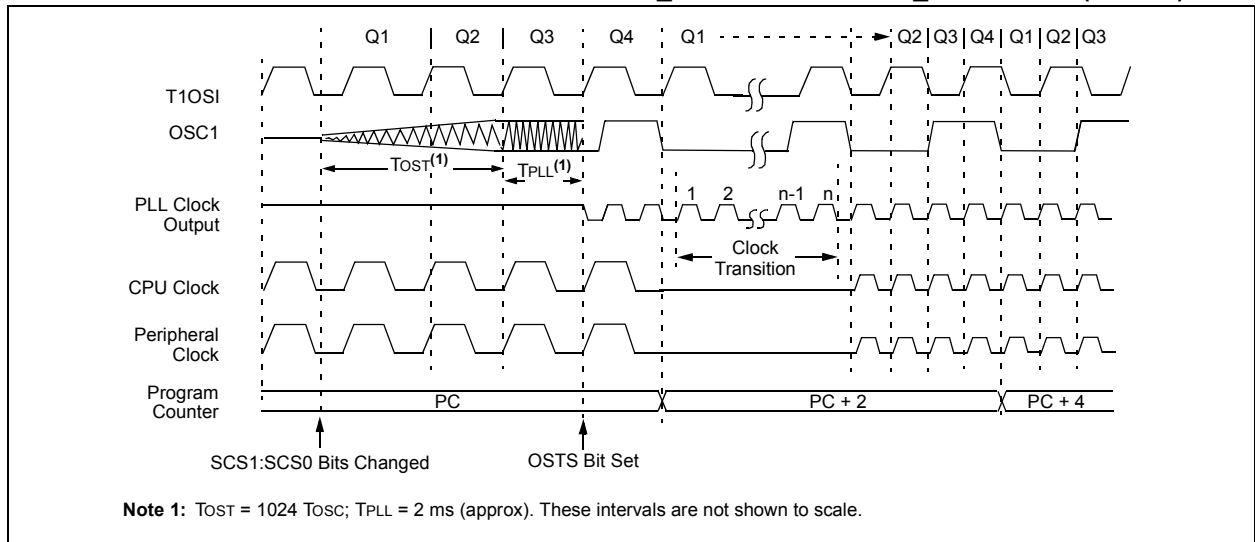 Q1 Q2 Q3 Q4 Q1 Q2 Q3 Q4 Q1 Q2 Q3
T1OSI
OSC1
TOST(1)
TPLL(1)
PLL Clock
Output
1 2 n-1 n
Clock
Transition
CPU Clock
Peripheral
Clock
Program
Counter
PC PC + 2 PC + 4
SCS1:SCS0 Bits Changed
OSTS Bit Set
Note 1: TOST = 1024 TOSC; TPLL = 2 ms (approx). These intervals are not shown to scale.